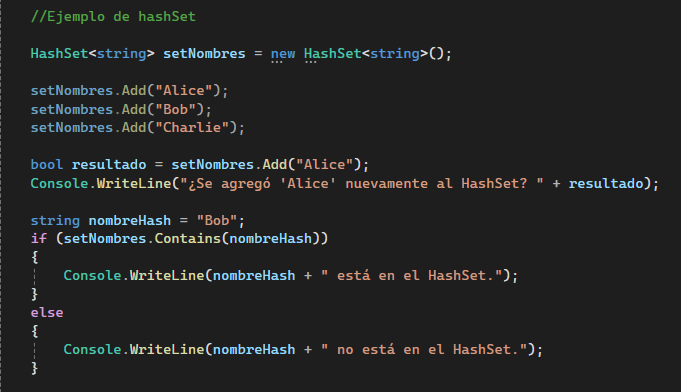 //Ejemplo de hashSet
HashSet<string> setNombres = new HashSet<string>();
setNombres.Add("Alice");
setNombres.Add("Bob");
setNombres.Add("Charlie");
bool resultado = setNombres.Add("Alice");
Console.WriteLine("¿Se agregó 'Alice' nuevamente al HashSet? " + resultado);
string nombreHash = "Bob";
if (setNombres.Contains(nombreHash))
{
    Console.WriteLine(nombreHash + " está en el HashSet.");
}
else
{
    Console.WriteLine(nombreHash + " no está en el HashSet.");
}